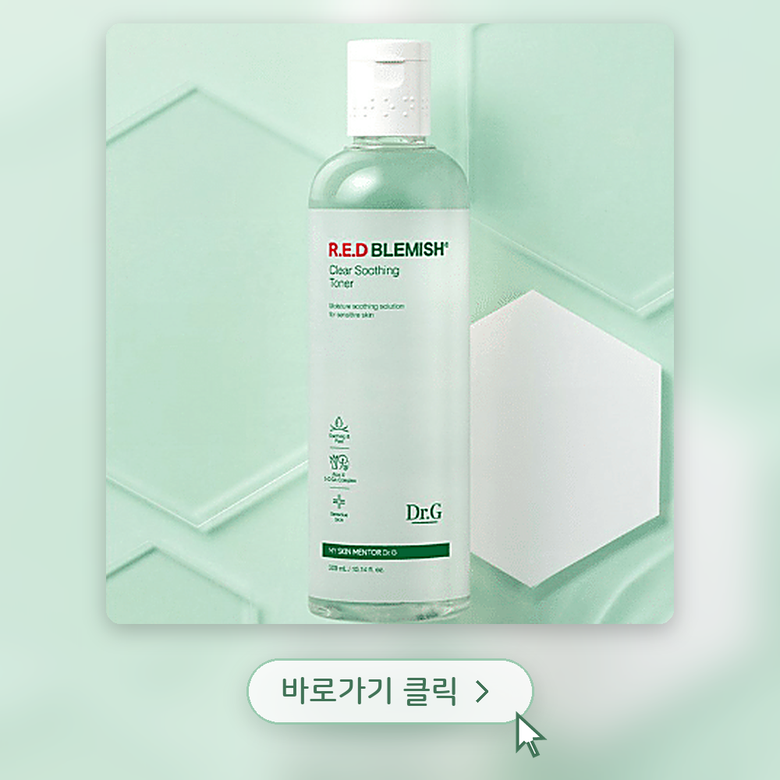 R.E.D BLEMISH®
Clear Soothing
Toner
Moisture soothing solution
for sensitive skin
Dr.G
MY SKIN MENTOR Dr.G
바로가기 클릭